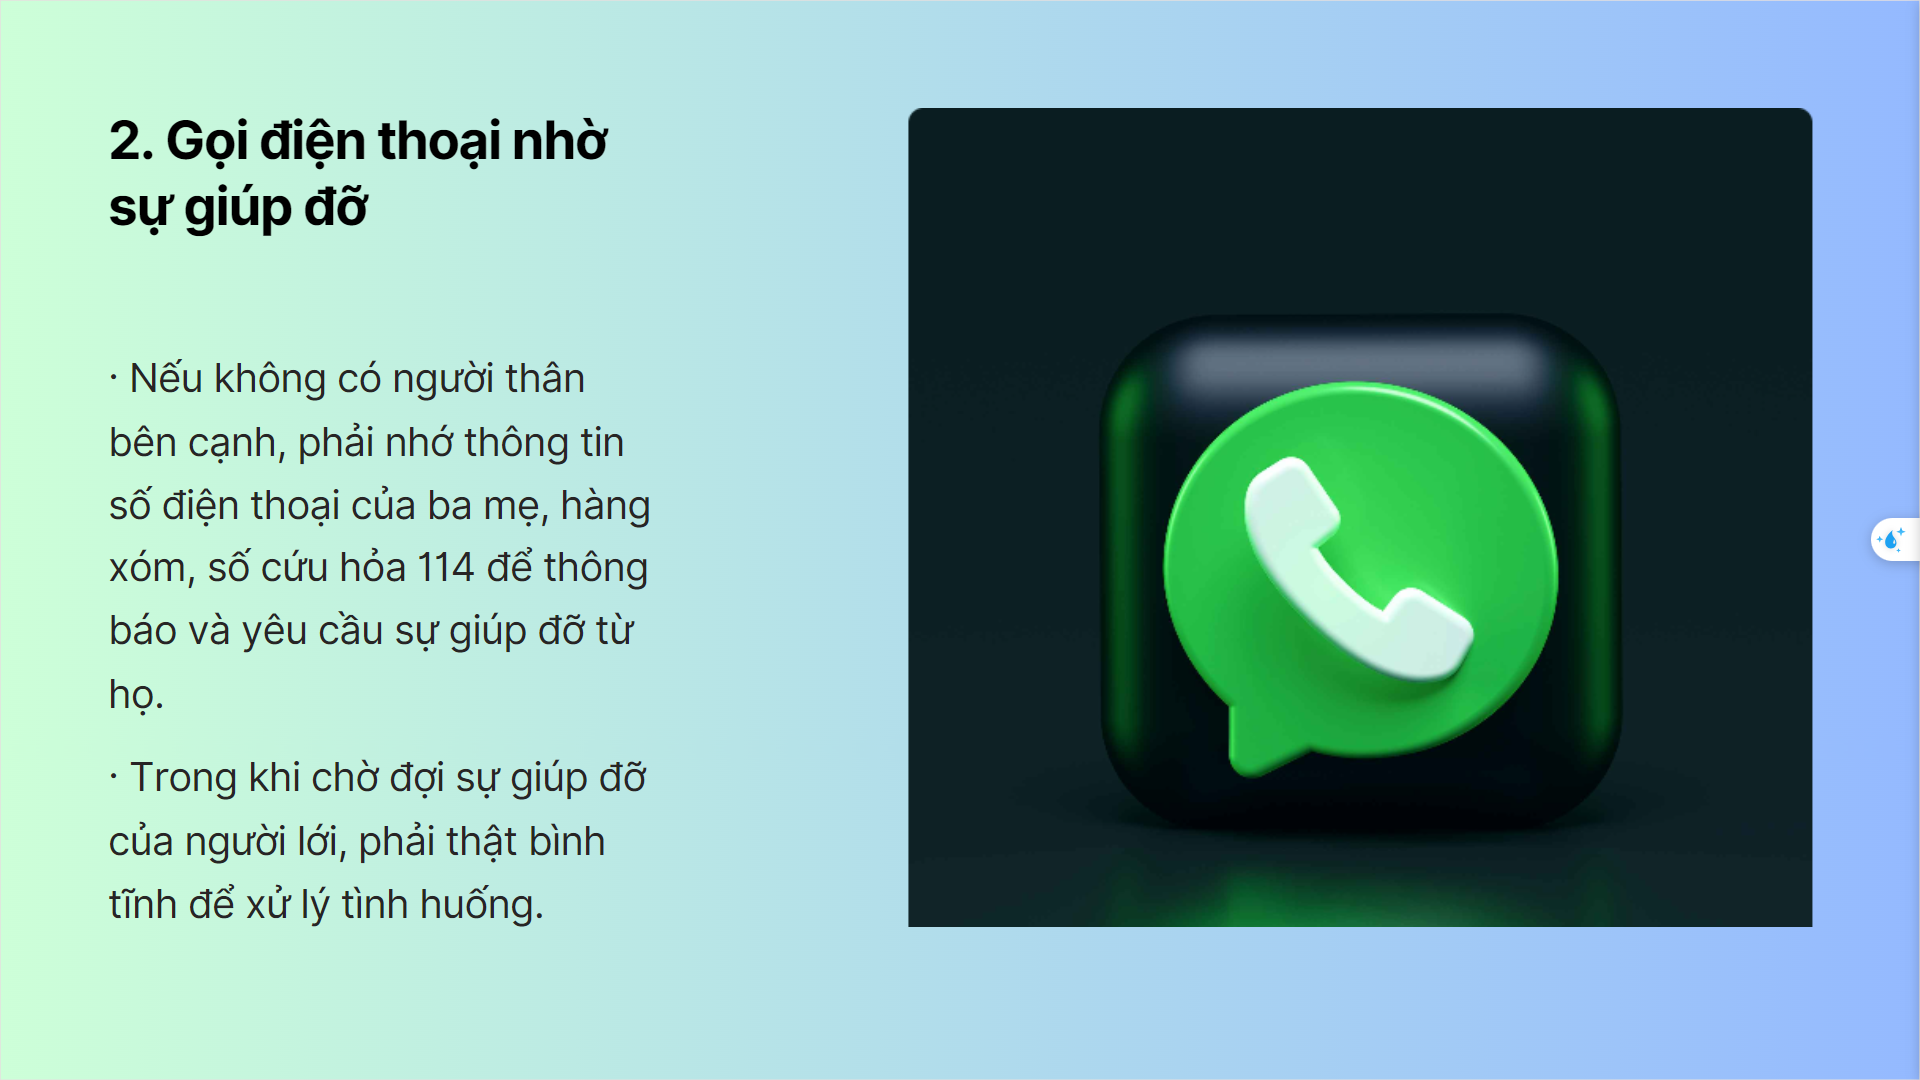 2. Gọi điện thoại nhờ
sự giúp đỡ
· Nếu không có người thân
bên cạnh, phải nhớ thông tin
số điện thoại của ba mẹ, hàng
xóm, số cứu hỏa 114 để thông
báo và yêu cầu sự giúp đỡ từ
họ.
· Trong khi chờ đợi sự giúp đỡ
của người lới, phải thật bình
tĩnh để xử lý tình huống.